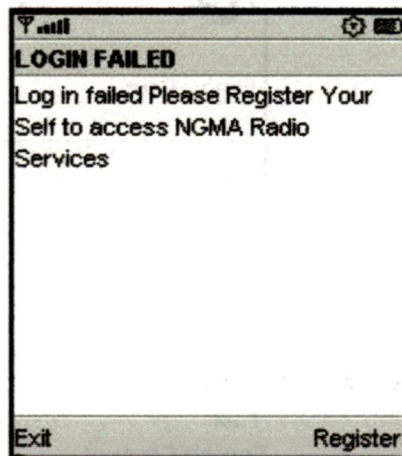 LOGIN FAILED
Log in failed Please Register Your
Self to access NGMA Radio
Services
Exit Register